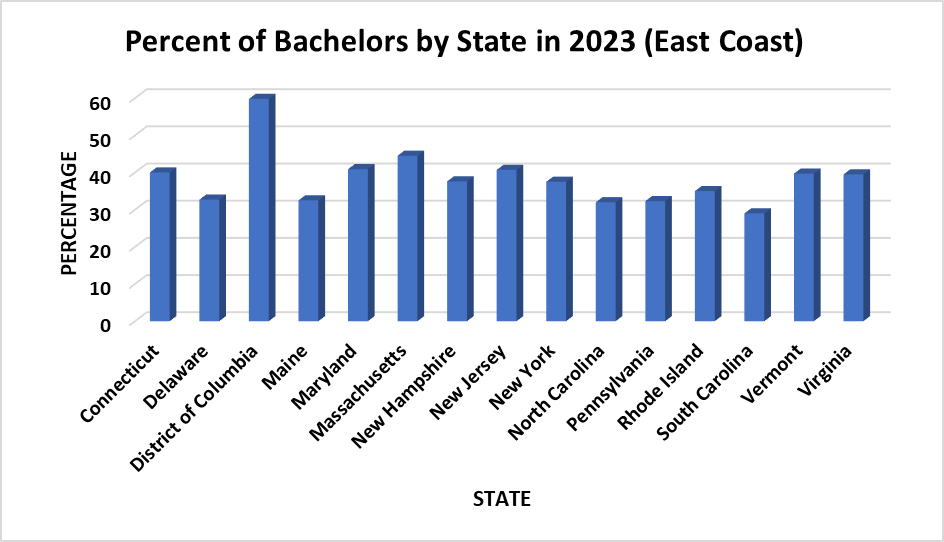 Percent of Bachelors by State in 2023 (East Coast)
PERCENTAGE
60
50
40
30
20
10
0
Connecticut
Delaware
District of Columbia
Maine
Maryland
Massachusetts
New Hampshire
New Jersey
New York
North Carolina
Pennsylvania
Rhode Island
South Carolina
Vermont
Virginia
STATE